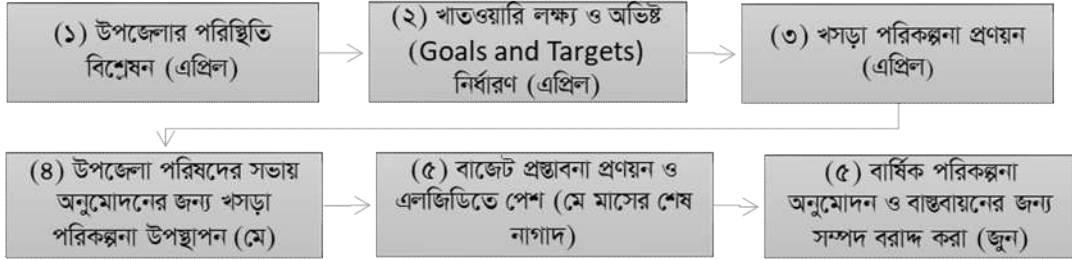 (১) উপজেলার পরিস্থিতি
বিশ্লেষন (এপ্রিল)
(২) খাতওয়ারি লক্ষ্য ও অভিষ্ট
(Goals and Targets)
নির্ধারণ (এপ্রিল)
(৩) খসড়া পরিকল্পনা প্রণয়ন
(এপ্রিল)
(৪) উপজেলা পরিষদের সভায়
অনুমোদনের জন্য খসড়া
পরিকল্পনা উপস্থাপন (মে)
(৫) বাজেট প্রস্তাবনা প্রণয়ন ও
এলজিডিতে পেশ (মে মাসের শেষ
নাগাদ)
(৫) বার্ষিক পরিকল্পনা
অনুমোদন ও বাস্তবায়নের জন্য
সম্পদ বরাদ্দ করা (জুন)